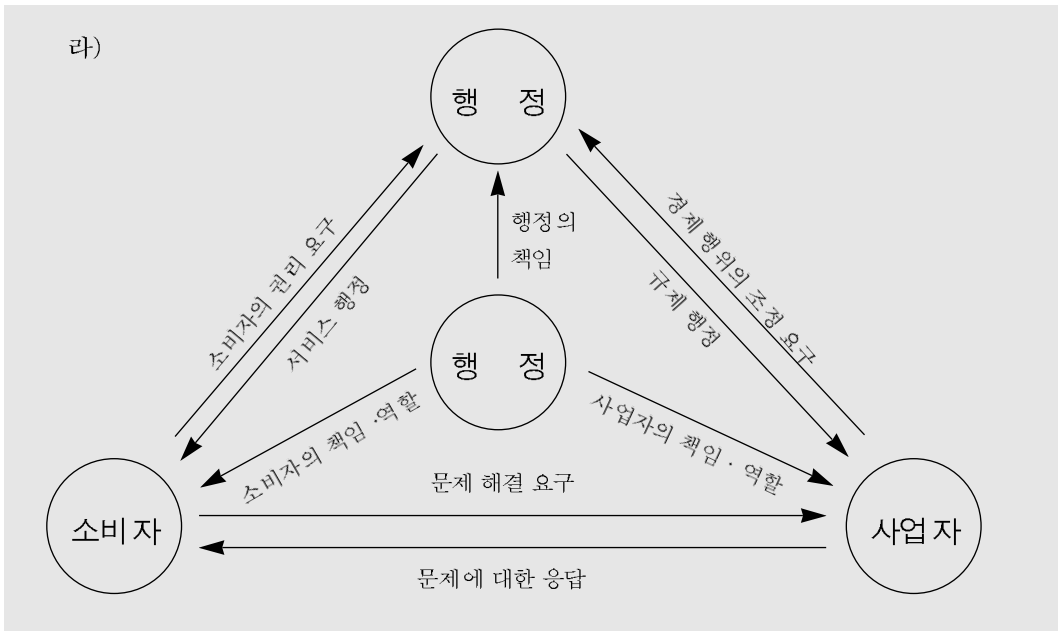 라)
행 정
행정의
책임
소비자의 권리 요구
서비스 행정
경제 행위의 조정 요구
규제 행정
행 정
소비자의 책임 ·역할
사업자의 책임 · 역할
문제 해결 요구
소비자
사업자
문제에 대한 응답